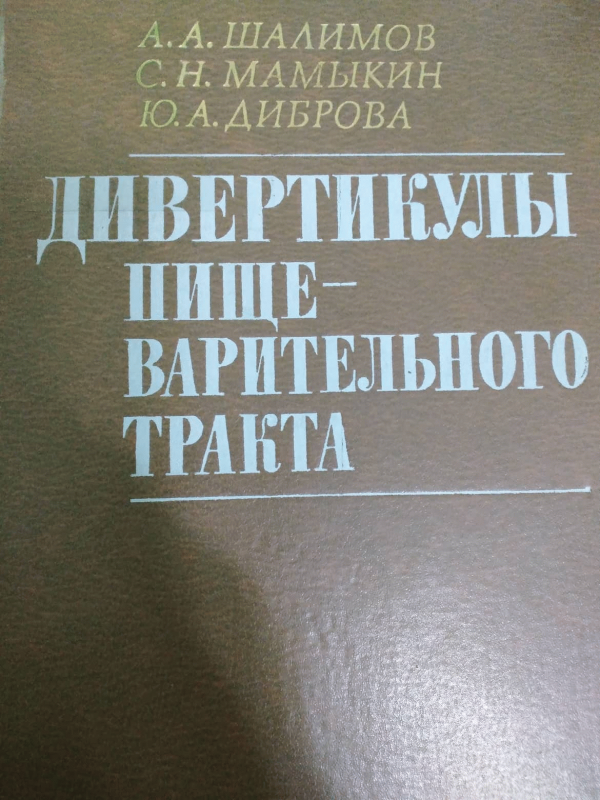 А. А. ШАЛИМОВ
С. Н. МАМЫКИН
Ю. А. ДИБРОВА
ДИВЕРТИКУЛЫ
ПИЩЕ-
ВАРИТЕЛЬНОГО
ТРАКТА